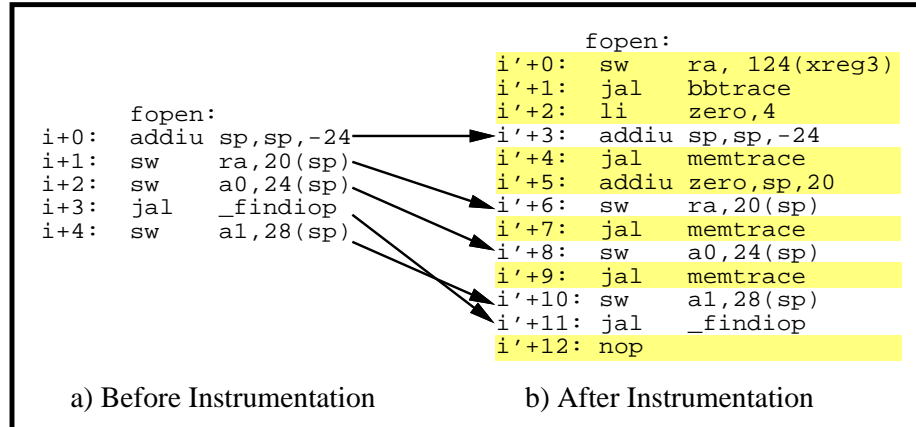 fopen:
i+0: addiu sp,sp,-24
i+1: sw ra,20(sp)
i+2: sw a0,24(sp)
i+3: jal _findiop
i+4: sw a1,28(sp)
a) Before Instrumentation
fopen:
i'+0: sw ra, 124(xreg3)
i'+1: jal bbtrace
i'+2: li zero,4
i'+3: addiu sp,sp,-24
i'+4: jal memtrace
i'+5: addiu zero,sp,20
i'+6: sw ra,20(sp)
i'+7: jal memtrace
i'+8: sw a0,24(sp)
i'+9: jal memtrace
i'+10: sw a1,28(sp)
i'+11: jal _findiop
i'+12: nop
b) After Instrumentation